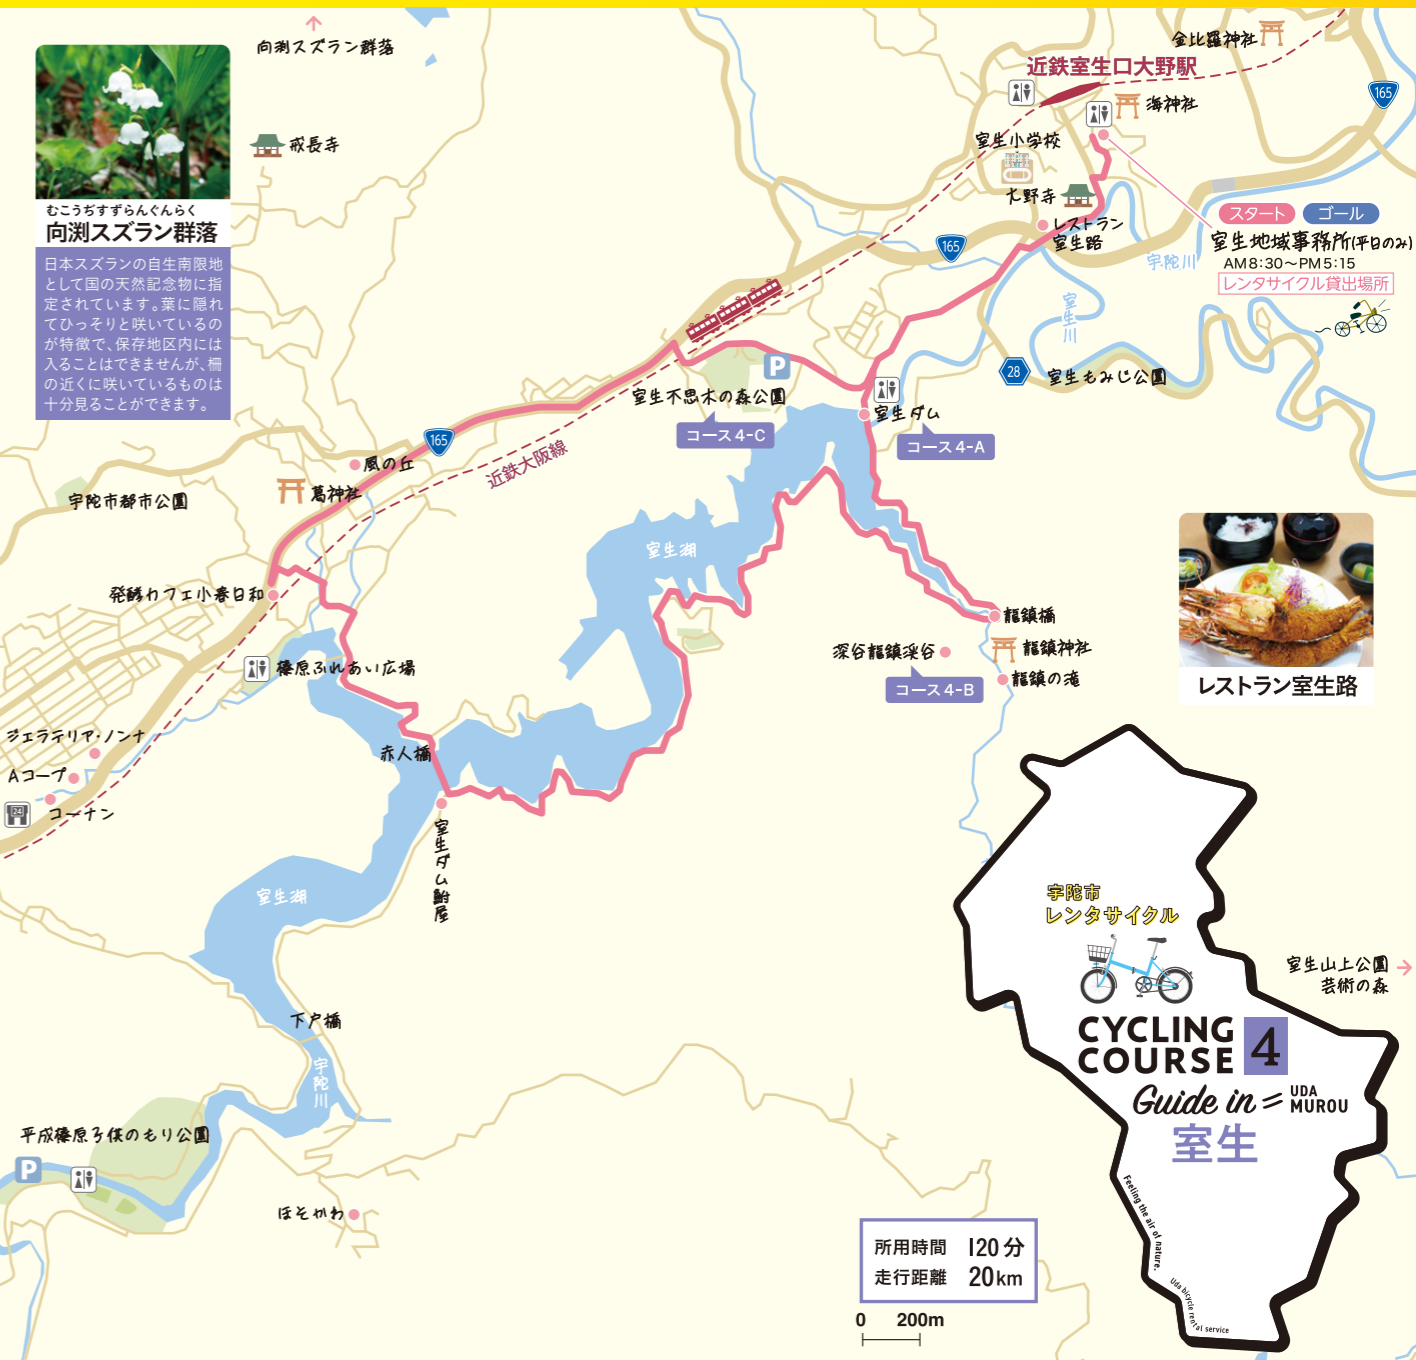 向渕スズラン群落
むこうぢすずらんぐんらく
向渕スズラン群落
日本スズランの自生南限地
として国の天然記念物に指
定されています。葉に隠れ
てひっそりと咲いているの
が特徴で、保存地区内には
入ることはできませんが、柵
の近くに咲いているものは
十分見ることができます。
戒長寺
金比羅神社
近鉄室生口大野駅
165
海神社
室生小学校
大野寺
レストラン
室生路
165
宇陀川
スタート
ゴール
室生地域事務所(平日のみ)
AM8:30〜PM5:15
レンタサイクル貸出場所
室生川
28
室生もみじ公園
P
室生不思木の森公園
コース4-C
室生ダム
コース4-A
165
近鉄大阪線
風の丘
葛神社
宇陀市都市公園
室生湖
発酵カフェ小春日和
榛原ふれあい広場
龍鎮橋
深谷龍鎮渓谷
コース4-B
龍鎮神社
龍鎮の滝
レストラン室生路
ジェラテリア・ノンナ
Aコープ
24
コーナン
赤人橋
室生ダム鮒屋
室生湖
下戸橋
宇陀川
平成榛原子供のもり公園
P
ほそかわ
宇陀市
レンタサイクル
CYCLING
COURSE 4
Guide in = UDA
MUROU
室生
Feeling the air of nature.
Uda bicycle rental service
室生山上公園
芸術の森
所用時間 120分
走行距離 20km
0 200m